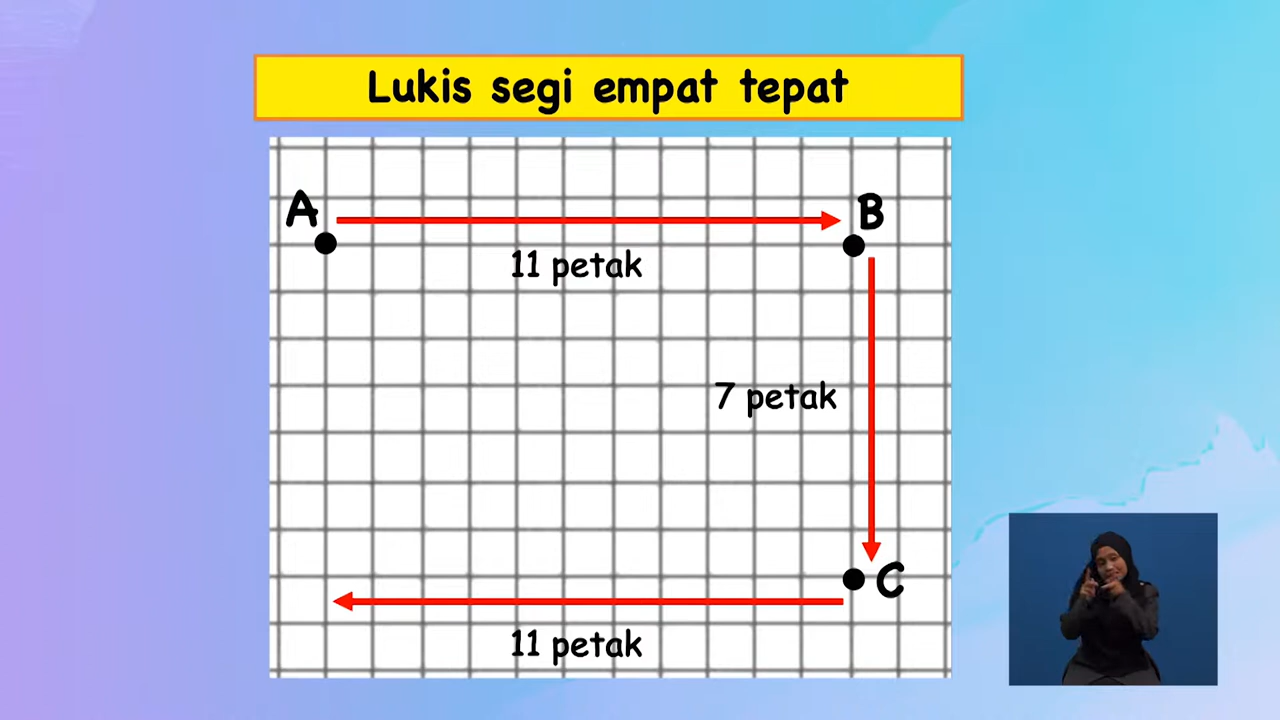 Lukis segi empat tepat
A
B
11 petak
7 petak
C
11 petak